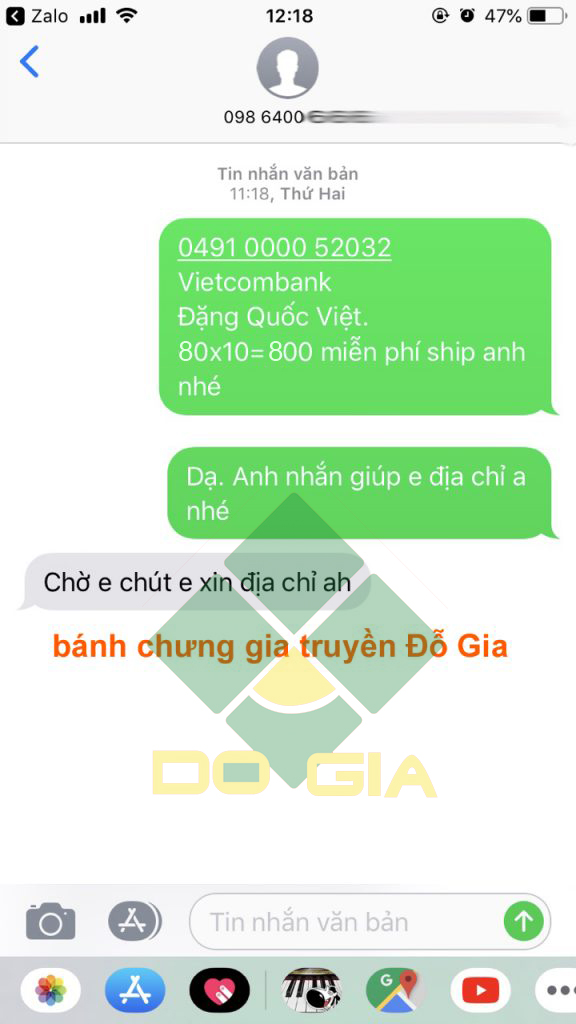 Zalo 12:18 47%
098 6400
Tin nhắn văn bản
11:18, Thứ Hai
0491 0000 52032
Vietcombank
Đặng Quốc Việt.
80x10=800 miễn phí ship anh
nhé
Dạ. Anh nhắn giúp e địa chỉ a
nhé
Chờ e chút e xin địa chỉ ah
bánh chưng gia truyền Đỗ Gia
DO GIA
Tin nhắn văn bản